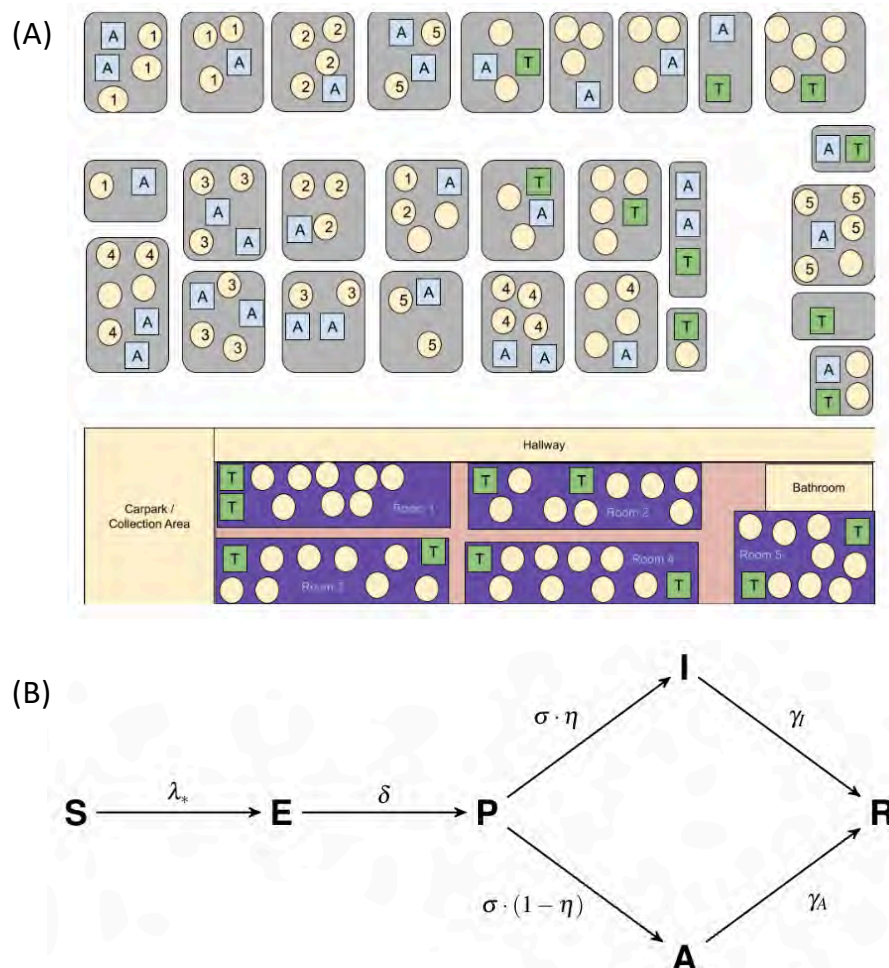 (A)
A 1 1 1 2 2 A 5 A
A 1 1 A 2 A A T A
1 2 A 5 A T T
A T
1 A 3 3 2 2 1 A T A 5 5
A A 2 2 A T A A 5
3 A 5
4 4 A 3 A 3 3 5 A 4 4 4 T T
4 A 3 3 A A 5 4 4 T
A A A A A
T
Hallway
Carpark /
Collection Area
T T T Bathroom
T Room 1 Room 2
T T T Room 4 Room 5 T
Room 3 T T
(B)
I
σ · η γI
S λ* E δ P R
σ · (1 − η) γA
A